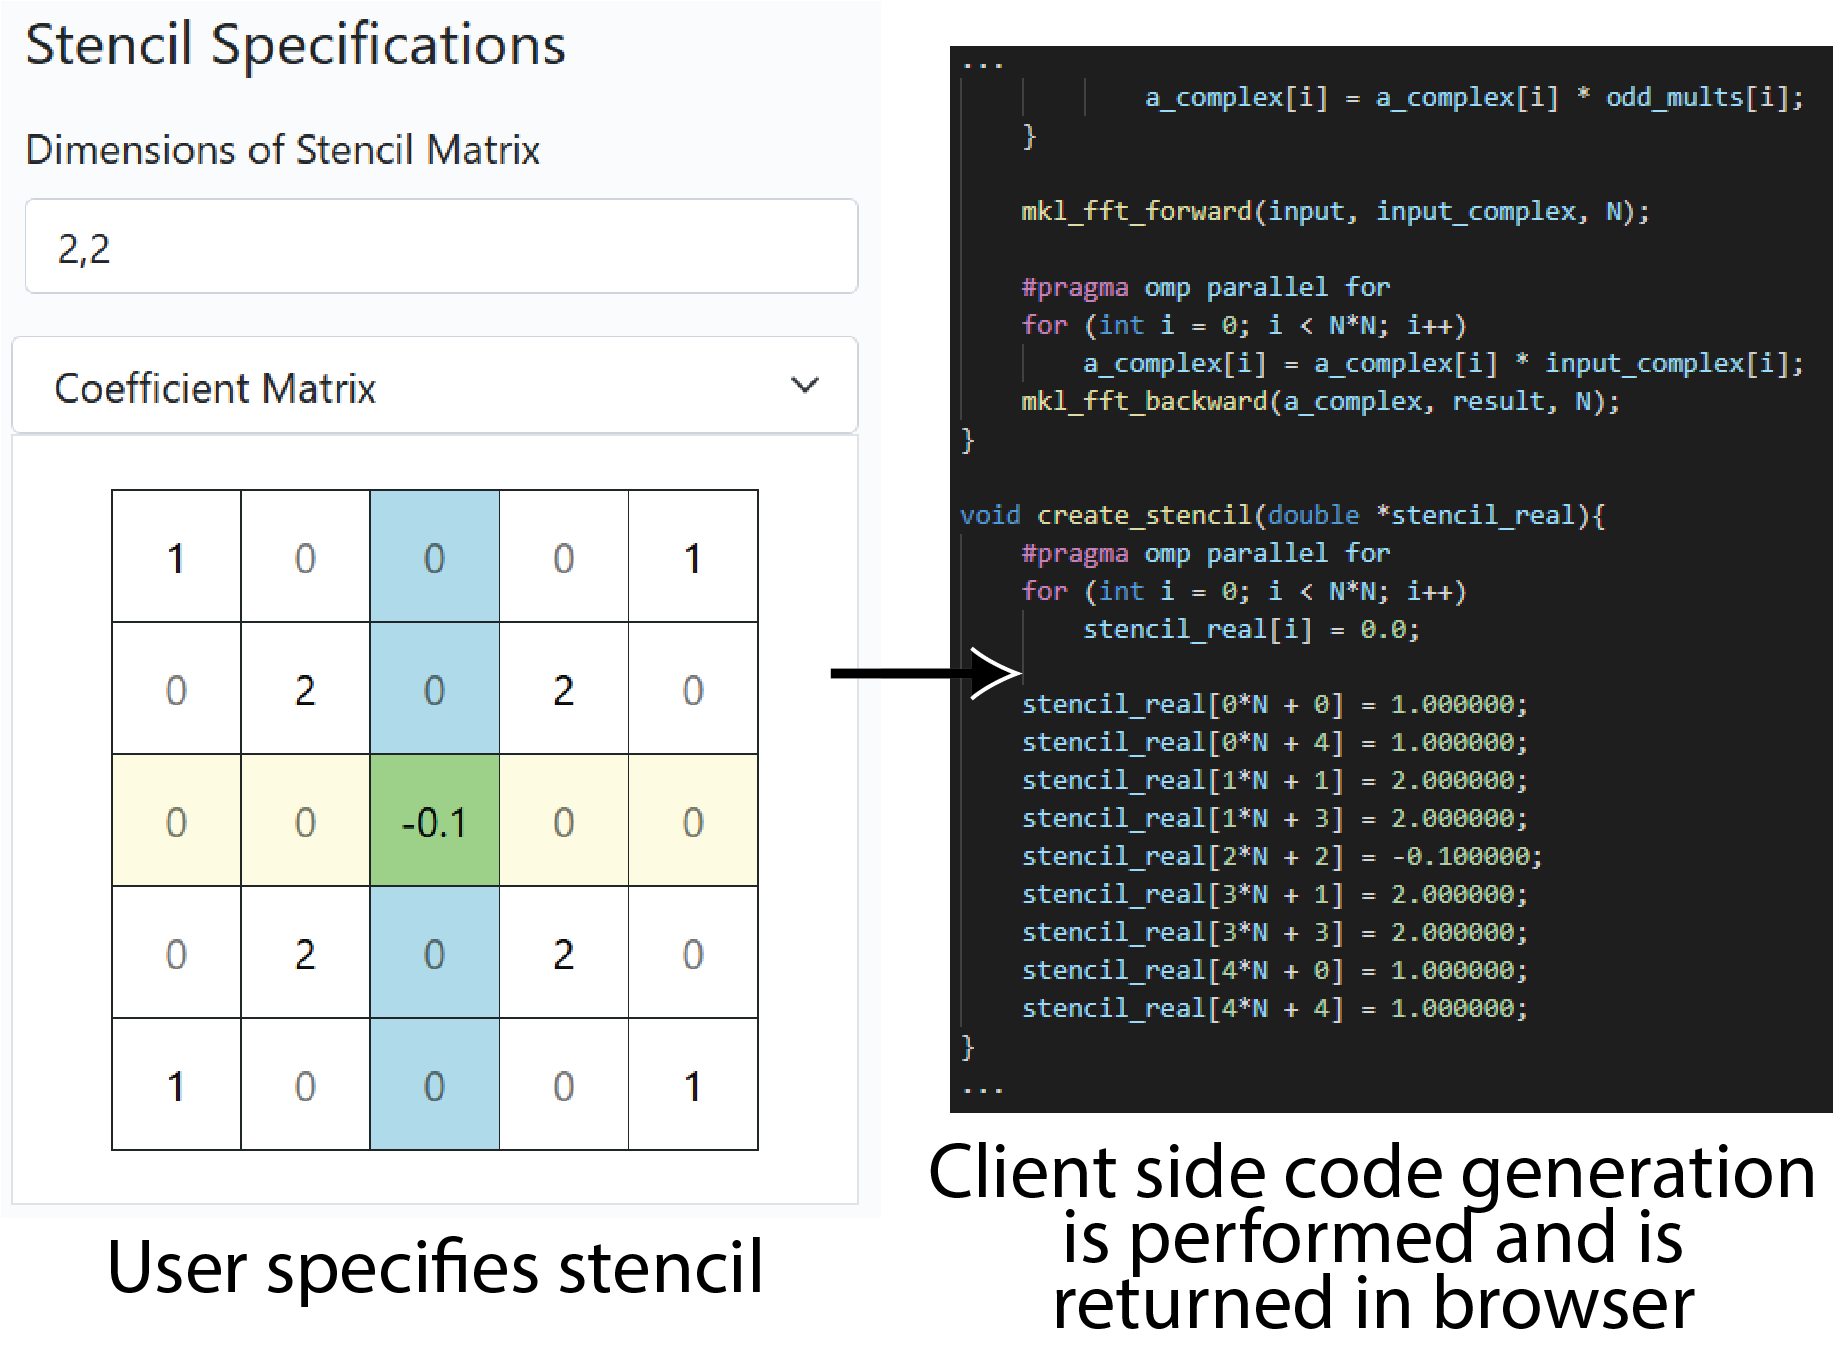 Stencil Specifications
Dimensions of Stencil Matrix
2,2
Coefficient Matrix
1 0 0 0 1
0 2 0 2 0
0 0 -0.1 0 0
0 2 0 2 0
1 0 0 0 1
User specifies stencil
...
a_complex[i] = a_complex[i] * odd_mults[i];
}
mkl_fft_forward(input, input_complex, N);
#pragma omp parallel for
for (int i = 0; i < N*N; i++)
a_complex[i] = a_complex[i] * input_complex[i];
mkl_fft_backward(a_complex, result, N);
}
void create_stencil(double *stencil_real){
#pragma omp parallel for
for (int i = 0; i < N*N; i++)
stencil_real[i] = 0.0;
stencil_real[0*N + 0] = 1.000000;
stencil_real[0*N + 4] = 1.000000;
stencil_real[1*N + 1] = 2.000000;
stencil_real[1*N + 3] = 2.000000;
stencil_real[2*N + 2] = -0.100000;
stencil_real[3*N + 1] = 2.000000;
stencil_real[3*N + 3] = 2.000000;
stencil_real[4*N + 0] = 1.000000;
stencil_real[4*N + 4] = 1.000000;
}
...
Client side code generation
is performed and is
returned in browser